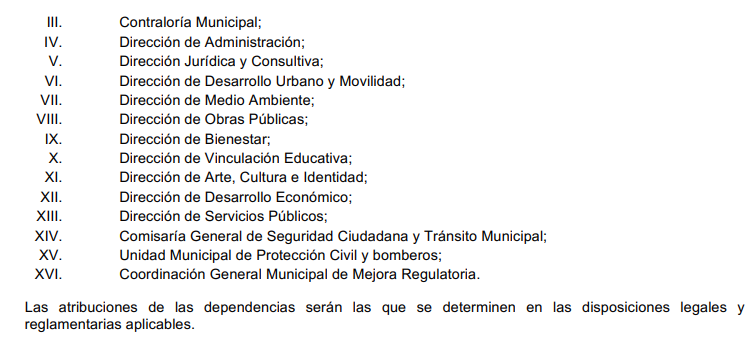 III. Contraloría Municipal;
IV. Dirección de Administración;
V. Dirección Jurídica y Consultiva;
VI. Dirección de Desarrollo Urbano y Movilidad;
VII. Dirección de Medio Ambiente;
VIII. Dirección de Obras Públicas;
IX. Dirección de Bienestar;
X. Dirección de Vinculación Educativa;
XI. Dirección de Arte, Cultura e Identidad;
XII. Dirección de Desarrollo Económico;
XIII. Dirección de Servicios Públicos;
XIV. Comisaría General de Seguridad Ciudadana y Tránsito Municipal;
XV. Unidad Municipal de Protección Civil y bomberos;
XVI. Coordinación General Municipal de Mejora Regulatoria.
Las atribuciones de las dependencias serán las que se determinen en las disposiciones legales y
reglamentarias aplicables.